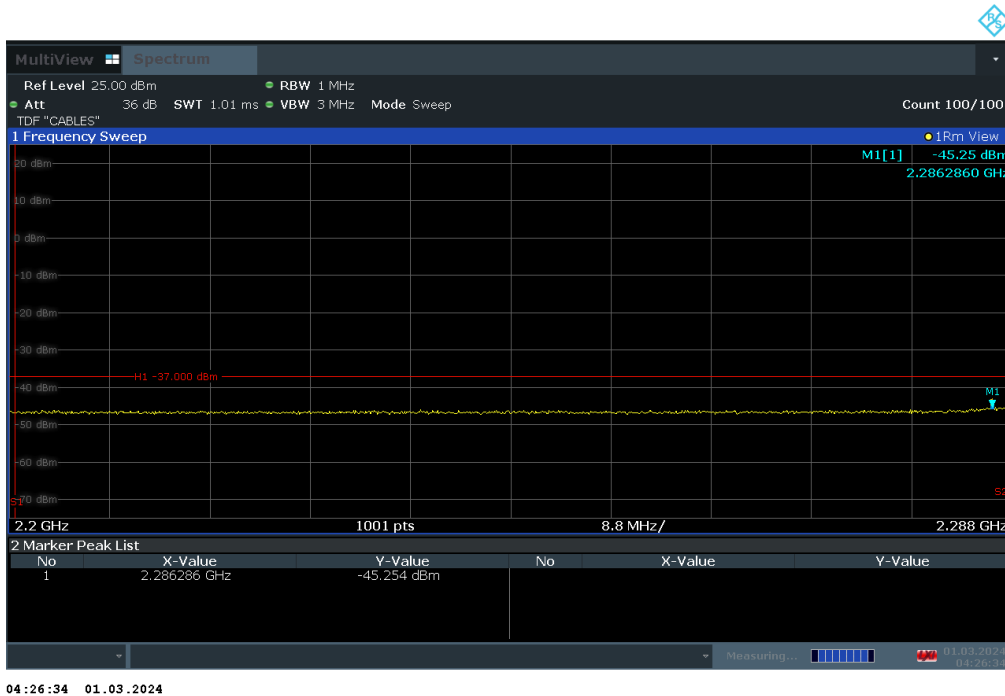 R S
MultiView Spectrum
Ref Level 25.00 dBm RBW 1 MHz
Att 36 dB SWT 1.01 ms VBW 3 MHz Mode Sweep Count 100/100
TDF "CABLES"
1 Frequency Sweep 1Rm View
M1[1] -45.25 dBm
2.2862860 GHz
20 dBm
10 dBm
0 dBm
-10 dBm
-20 dBm
-30 dBm
H1 -37.000 dBm
-40 dBm
M1
-50 dBm
-60 dBm
S2
S1
-70 dBm
2.2 GHz 1001 pts 8.8 MHz/ 2.288 GHz
2 Marker Peak List
No X-Value Y-Value No X-Value Y-Value
1 2.286286 GHz -45.254 dBm
Measuring... 01.03.2024
04:26:34
04:26:34 01.03.2024